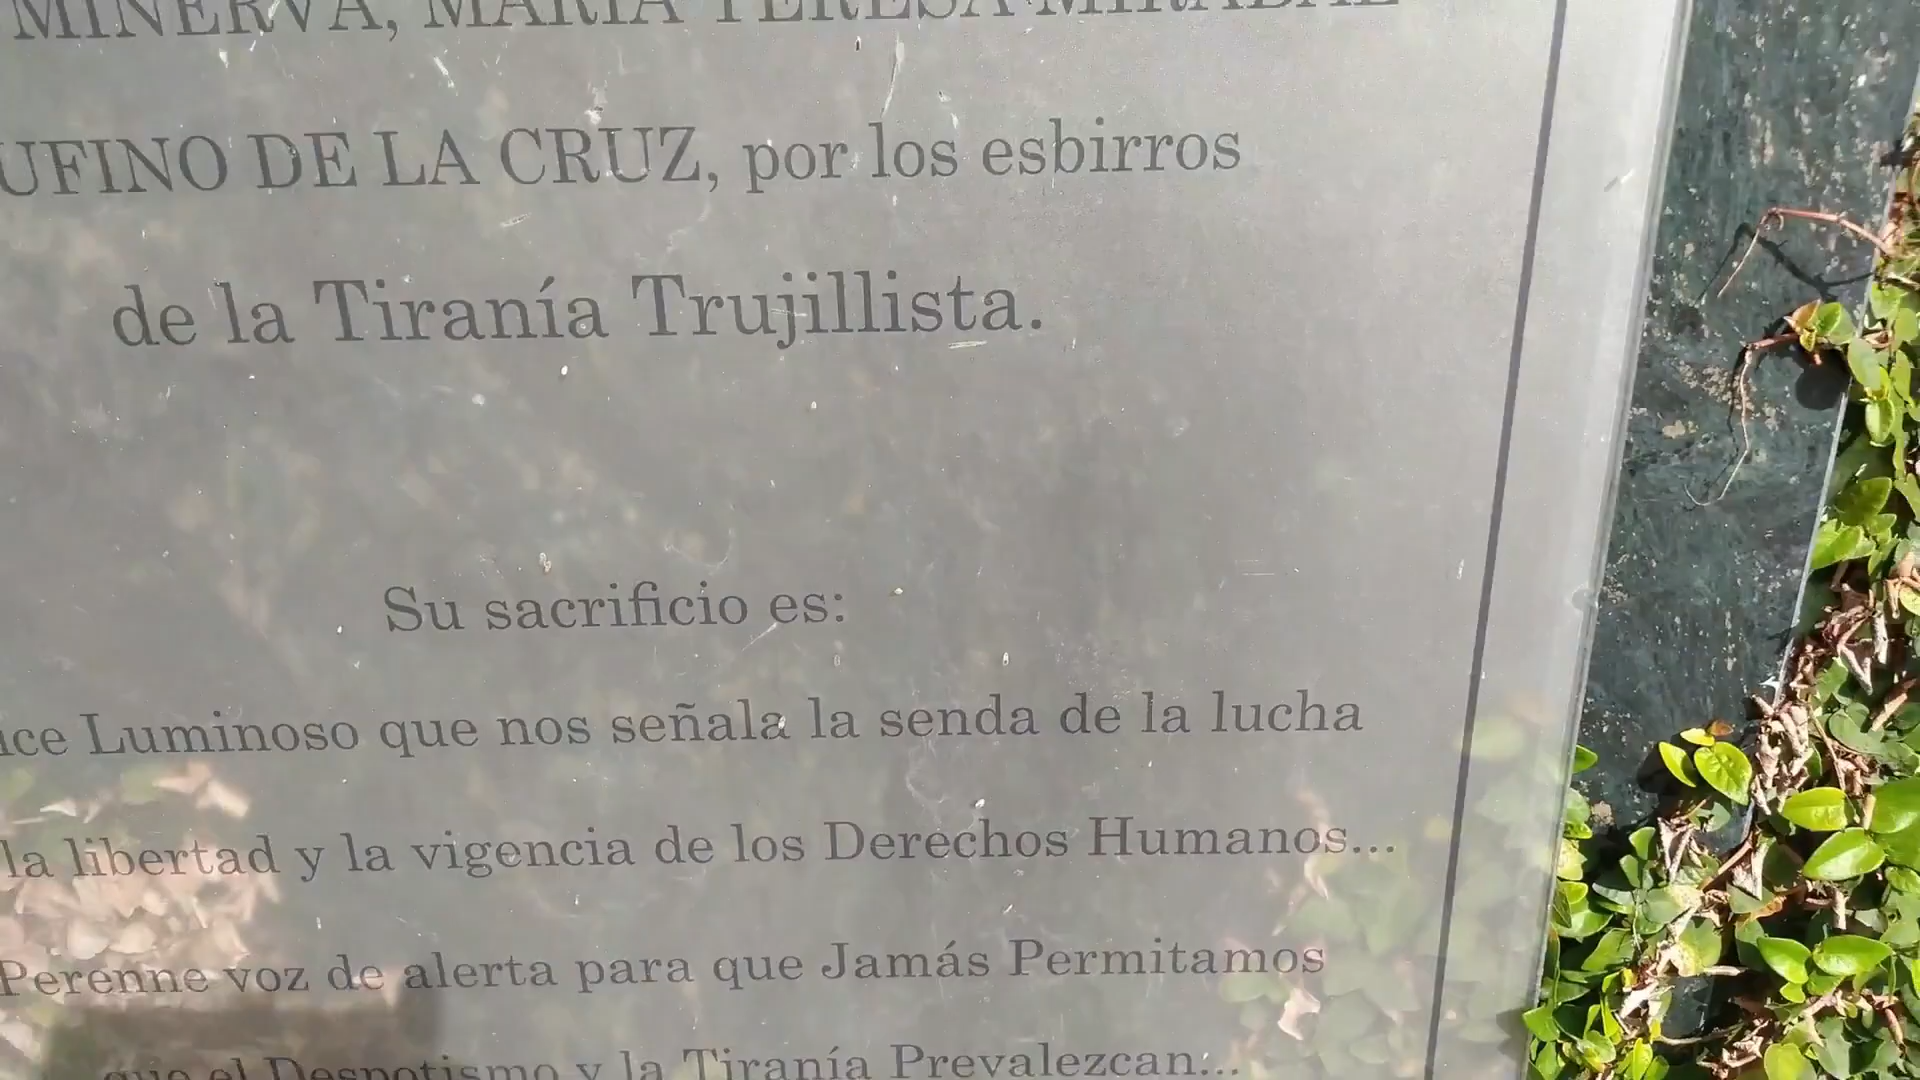 MINERVA, MARIA TERESA MIRABAL
UFINO DE LA CRUZ, por los esbirros
de la Tiranía Trujillista.
Su sacrificio es:
ce Luminoso que nos señala la senda de la lucha
la libertad y la vigencia de los Derechos Humanos...
Perenne voz de alerta para que Jamás Permitamos
que el Despotismo y la Tiranía Prevalezcan...